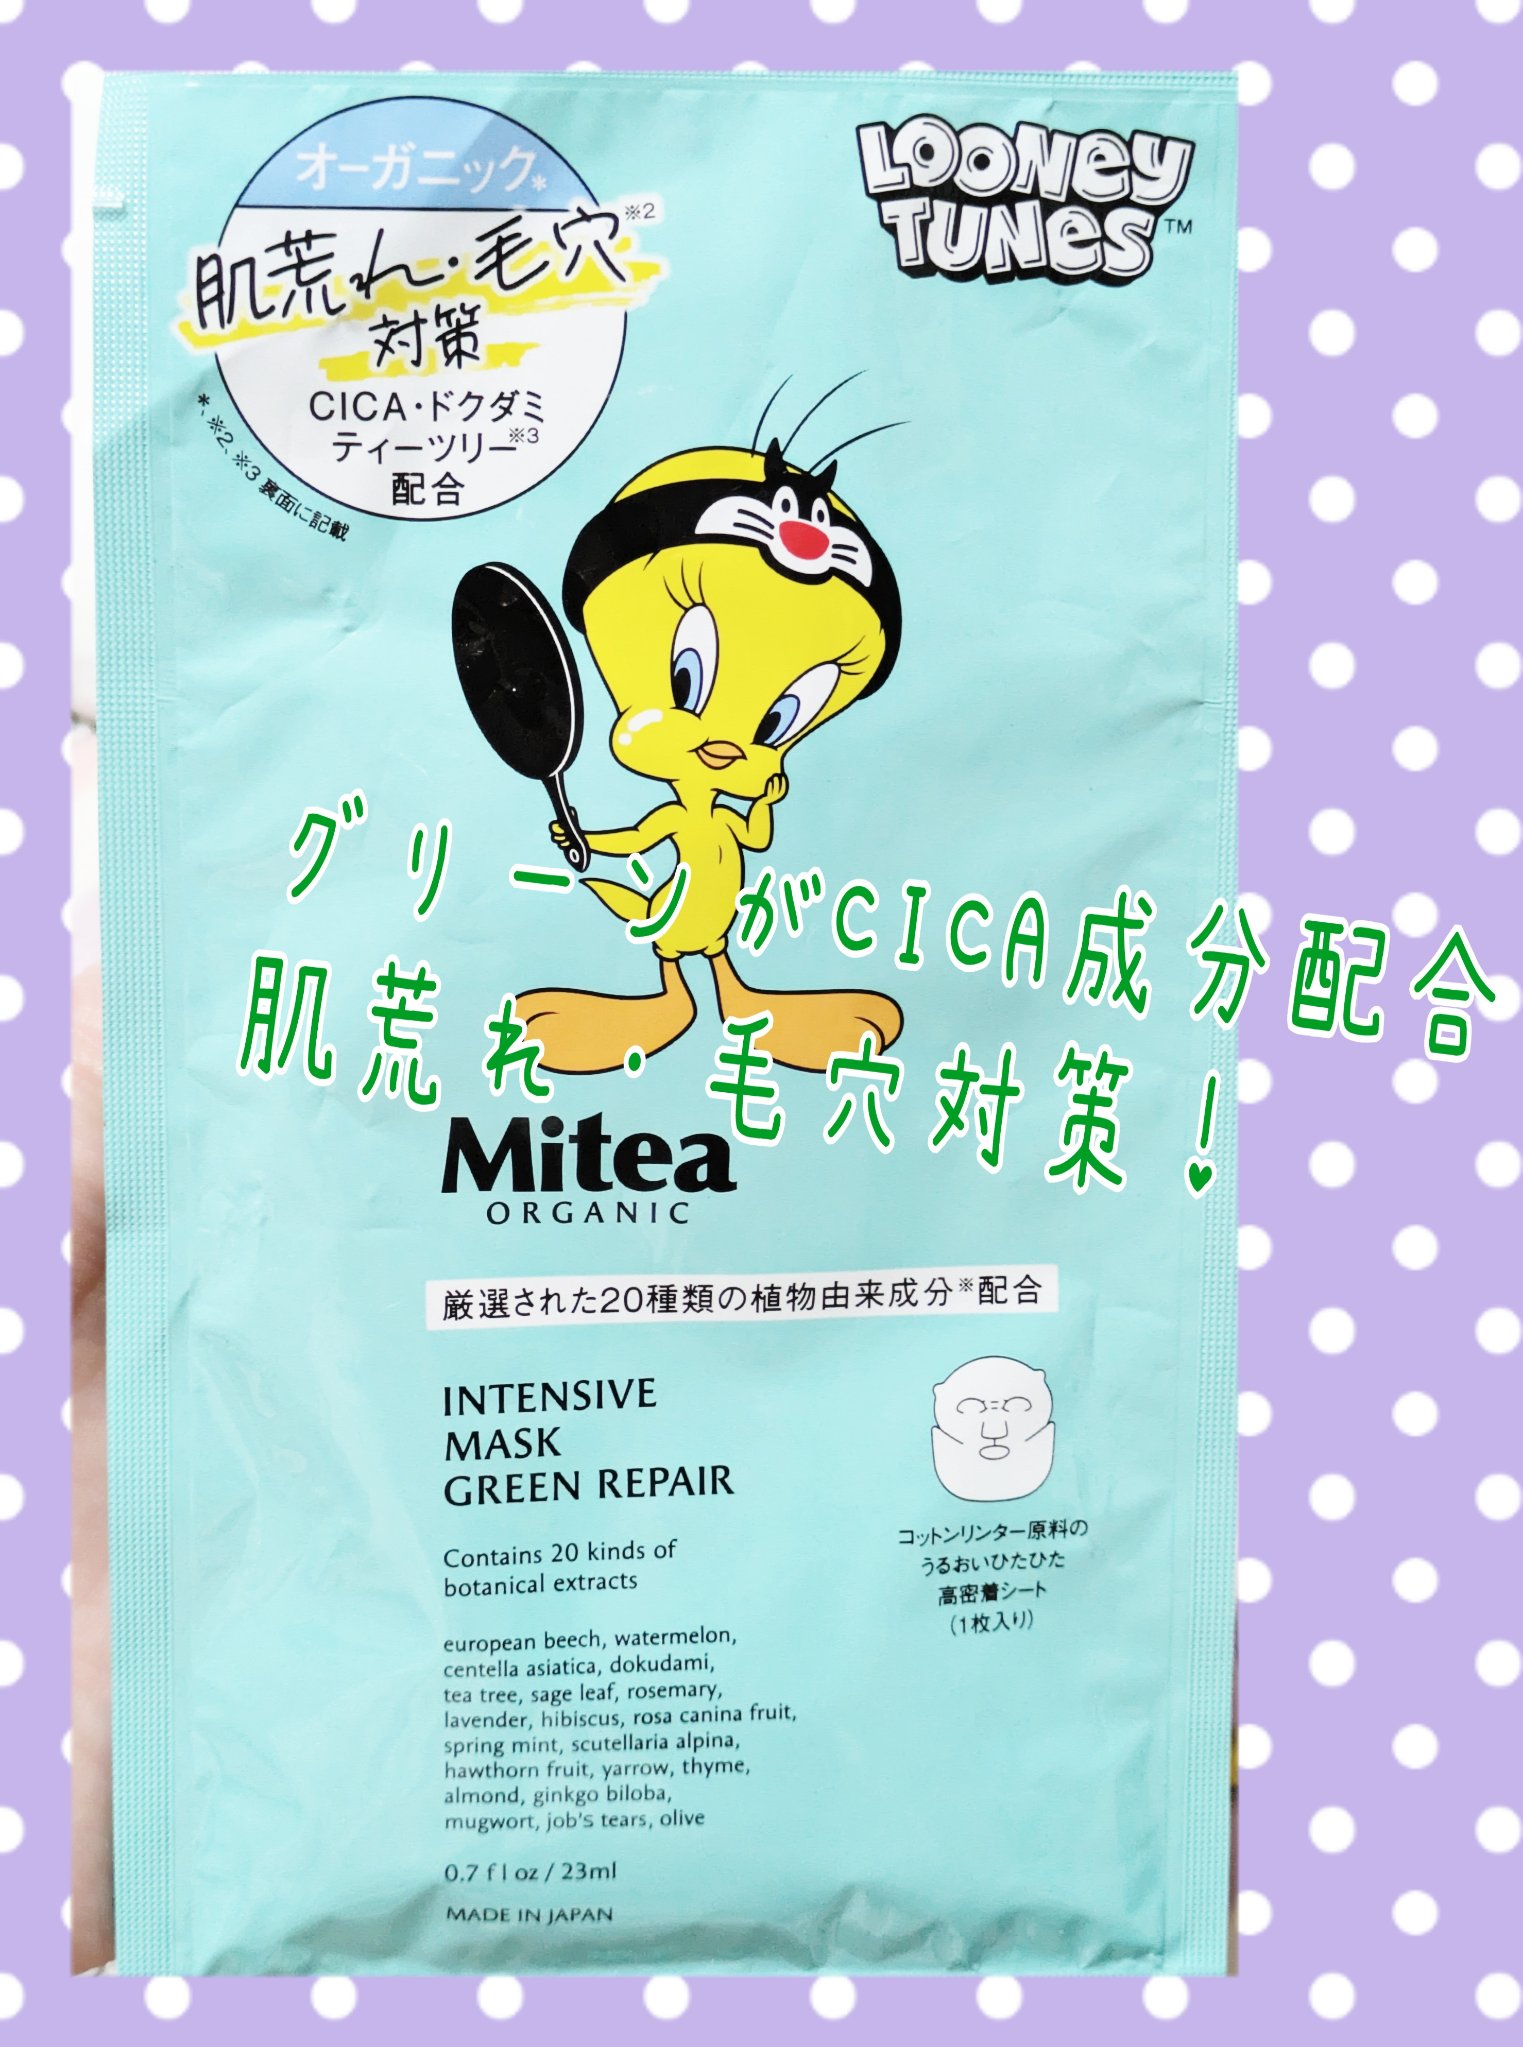 オーガニック*
肌荒れ・毛穴※2
対策
CICA・ドクダミ
ティーツリー※3
配合
*、※2、※3 裏面に記載
LOONEY
TUNES™
グリーンがCICA成分配合
肌荒れ・毛穴対策!
Mitea
ORGANIC
厳選された20種類の植物由来成分※配合
INTENSIVE
MASK
GREEN REPAIR
Contains 20 kinds of
botanical extracts
european beech, watermelon,
centella asiatica, dokudami,
tea tree, sage leaf, rosemary,
lavender, hibiscus, rosa canina fruit,
spring mint, scutellaria alpina,
hawthorn fruit, yarrow, thyme,
almond, ginkgo biloba,
mugwort, job's tears, olive
0.7 fl oz / 23ml
MADE IN JAPAN
コットンリンター原料の
うるおいひたひた
高密着シート
(1枚入り)